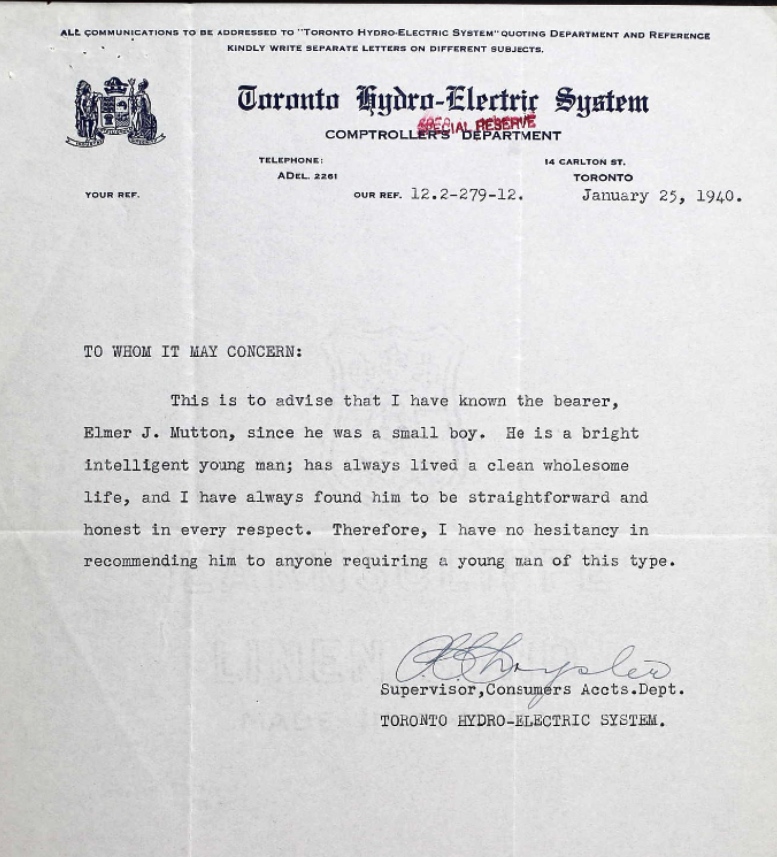 ALL COMMUNICATIONS TO BE ADDRESSED TO "TORONTO HYDRO-ELECTRIC SYSTEM" QUOTING DEPARTMENT AND REFERENCE
KINDLY WRITE SEPARATE LETTERS ON DIFFERENT SUBJECTS.
Toronto Hydro-Electric System
SPECIAL RESERVE
COMPTROLLER'S DEPARTMENT
TELEPHONE:
ADEL. 2261
14 CARLTON ST.
TORONTO
YOUR REF.
OUR REF. 12.2-279-12.
January 25, 1940.
TO WHOM IT MAY CONCERN:
This is to advise that I have known the bearer,
Elmer J. Mutton, since he was a small boy. He is a bright
intelligent young man; has always lived a clean wholesome
life, and I have always found him to be straightforward and
honest in every respect. Therefore, I have no hesitancy in
recommending him to anyone requiring a young man of this type.
Chrysler
Supervisor,Consumers Accts.Dept.
TORONTO HYDRO-ELECTRIC SYSTEM.
LINEN
MADE